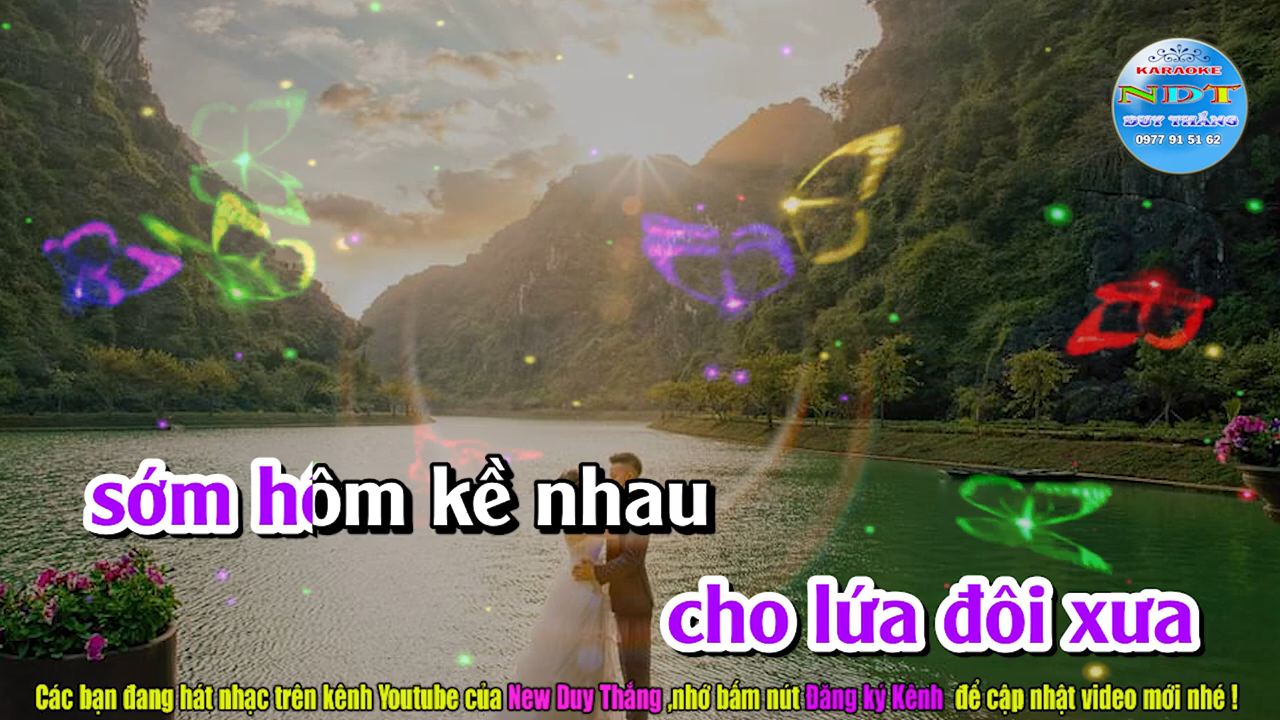 KARAOKE
NDT
DUY THẮNG
0977 91 51 62
sớm hôm kề nhau
cho lứa đôi xưa
Các bạn đang hát nhạc trên kênh Youtube của New Duy Thắng ,nhớ bấm nút Đăng ký Kênh để cập nhật video mới nhé !